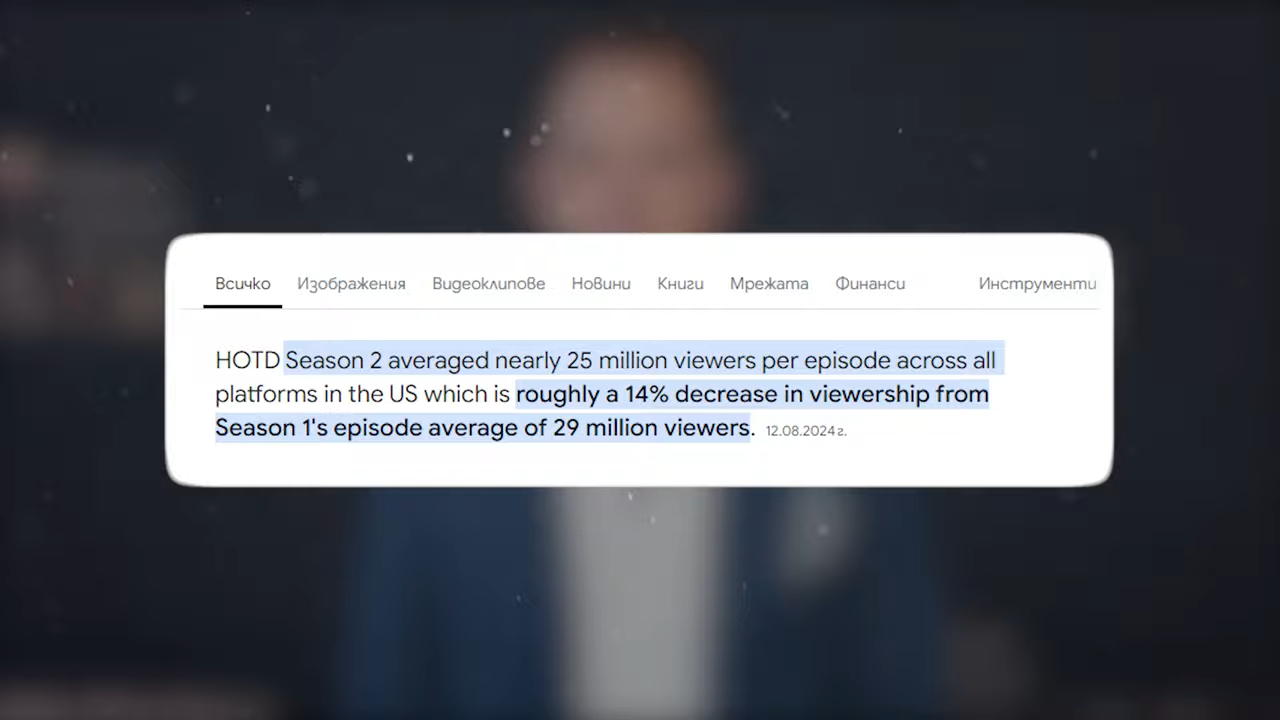 Всичко Изображения Видеоклипове Новини Книги Мрежата Финанси Инструменти
HOTD Season 2 averaged nearly 25 million viewers per episode across all
platforms in the US which is roughly a 14% decrease in viewership from
Season 1's episode average of 29 million viewers. 12.08.2024 г.